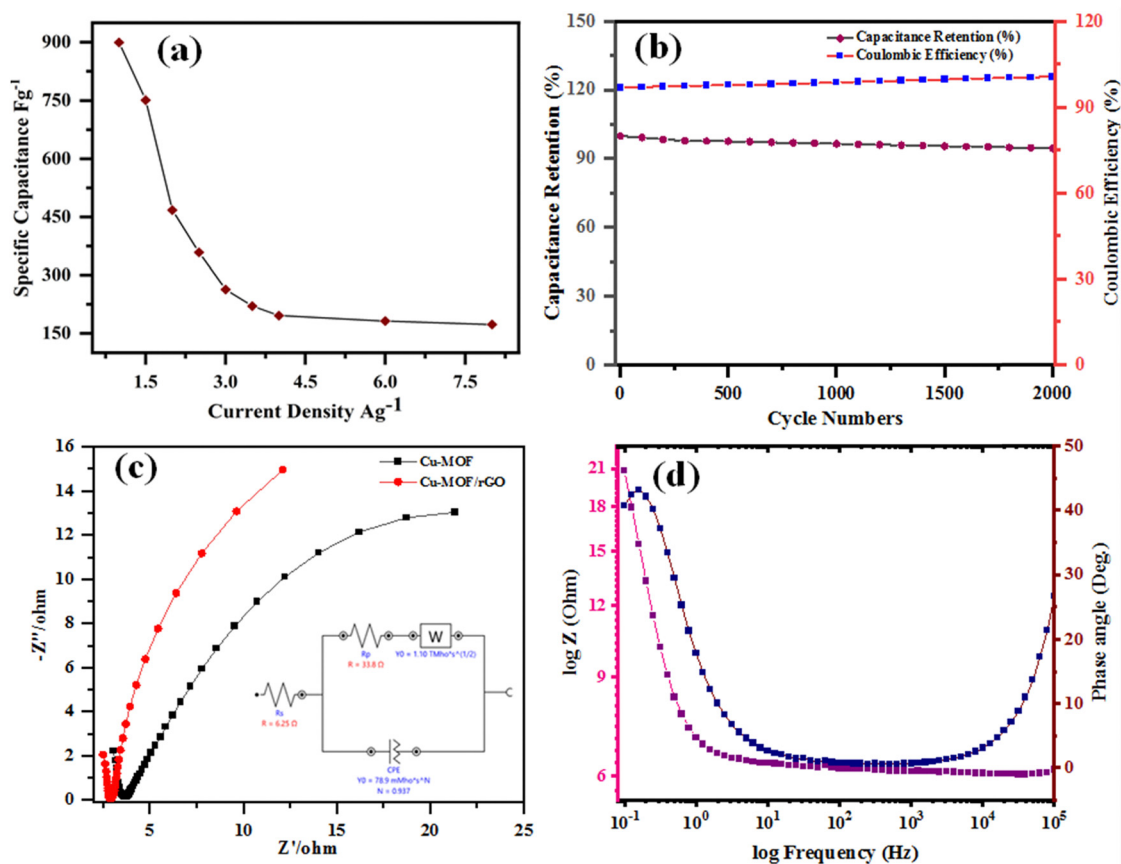 (a)
Specific Capacitance Fg-1
900
750
600
450
300
150
1.5
3.0
4.5
6.0
7.5
Current Density Ag-1
(b)
Capacitance Retention (%)
Coulombic Efficiency (%)
Capacitance Retention (%)
150
120
90
60
30
0
Coulombic Efficiency (%)
120
90
60
30
0
0
500
1000
1500
2000
Cycle Numbers
(c)
Cu-MOF
Cu-MOF/rGO
-Z''/ohm
16
14
12
10
8
6
4
2
0
5
10
15
20
25
Z'/ohm
Rs
R = 6.25 Ω
Rp
R = 33.8 Ω
W
Y0 = 1.10 TMho*s^(1/2)
CPE
Y0 = 78.9 mMho*s^N
N = 0.937
(d)
log Z (Ohm)
21
18
15
12
9
6
Phase angle (Deg.)
50
40
30
20
10
0
10-1
100
101
102
103
104
105
log Frequency (Hz)